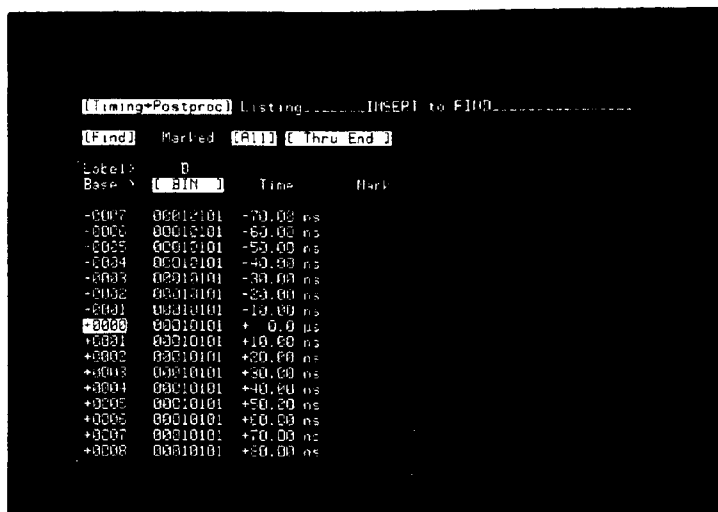 [Timing+Postproc] Listing________INSERT to FIND________________
[Find] Marked [All] [ Thru End ]
Label> D
Base > [ BIN ] Time Mark
-0007 00010101 -70.00 ns
-0006 00010101 -60.00 ns
-0005 00010101 -50.00 ns
-0004 00010101 -40.00 ns
-0003 00010101 -30.00 ns
-0002 00010101 -20.00 ns
-0001 00010101 -10.00 ns
+0000 00010101 + 0.0 µs
+0001 00010101 +10.00 ns
+0002 00010101 +20.00 ns
+0003 00010101 +30.00 ns
+0004 00010101 +40.00 ns
+0005 00010101 +50.00 ns
+0006 00010101 +60.00 ns
+0007 00010101 +70.00 ns
+0008 00010101 +80.00 ns